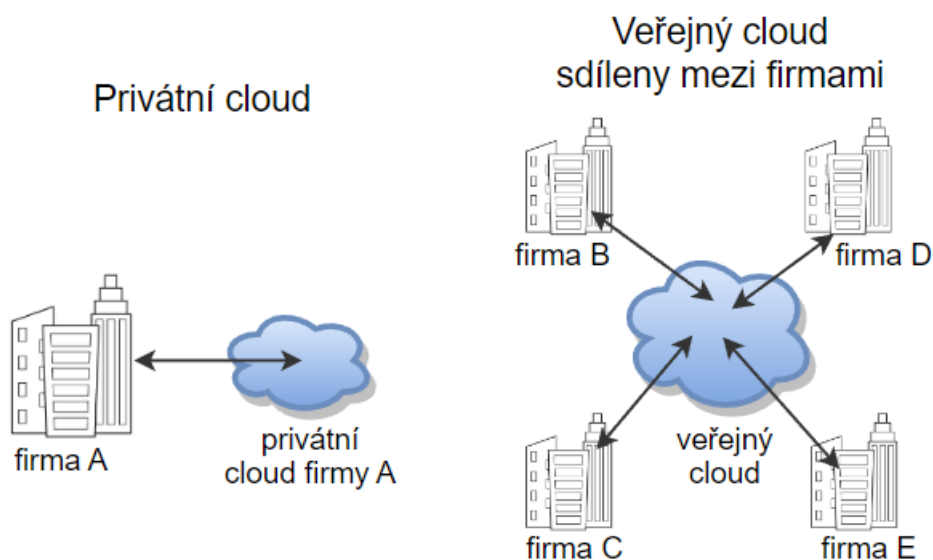 Privátní cloud
firma A
privátní
cloud firmy A
Veřejný cloud
sdíleny mezi firmami
firma B
firma D
veřejný
cloud
firma C
firma E